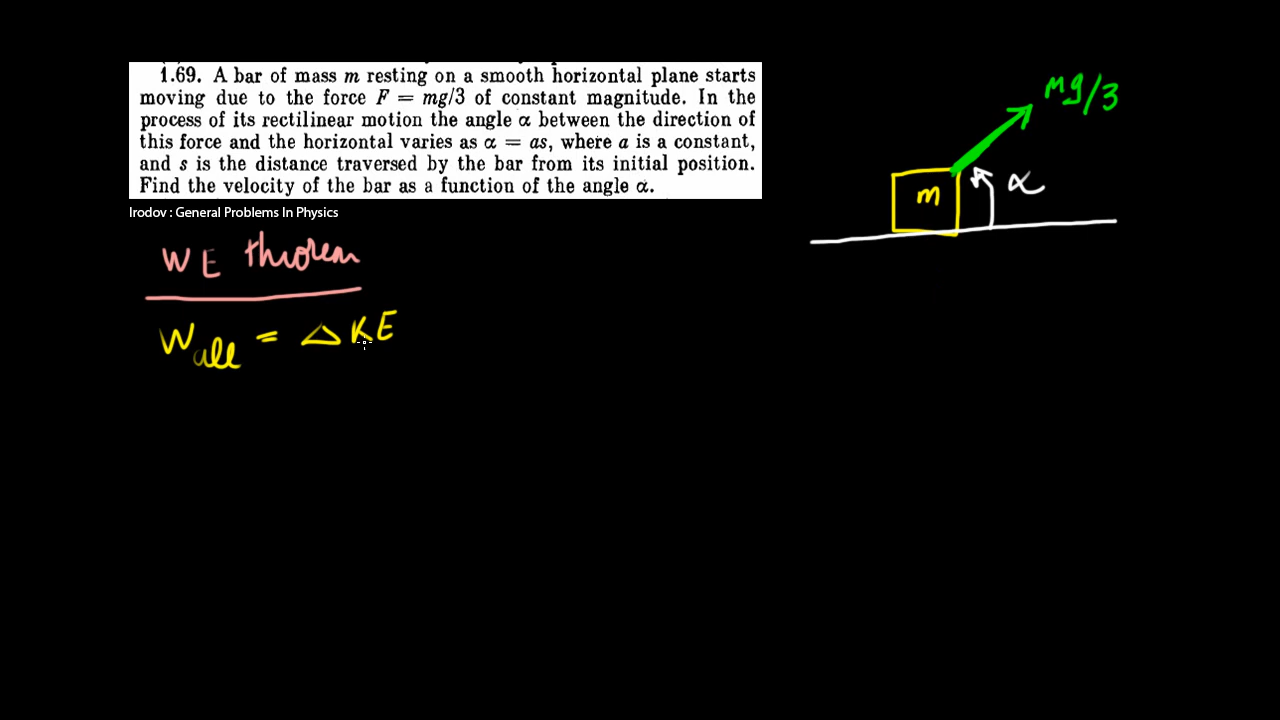 1.69. A bar of mass m resting on a smooth horizontal plane starts
moving due to the force F = mg/3 of constant magnitude. In the
process of its rectilinear motion the angle α between the direction of
this force and the horizontal varies as α = as, where a is a constant,
and s is the distance traversed by the bar from its initial position.
Find the velocity of the bar as a function of the angle α.
Irodov : General Problems In Physics
WE thorem
W all = Δ KE
mg/3
m
α